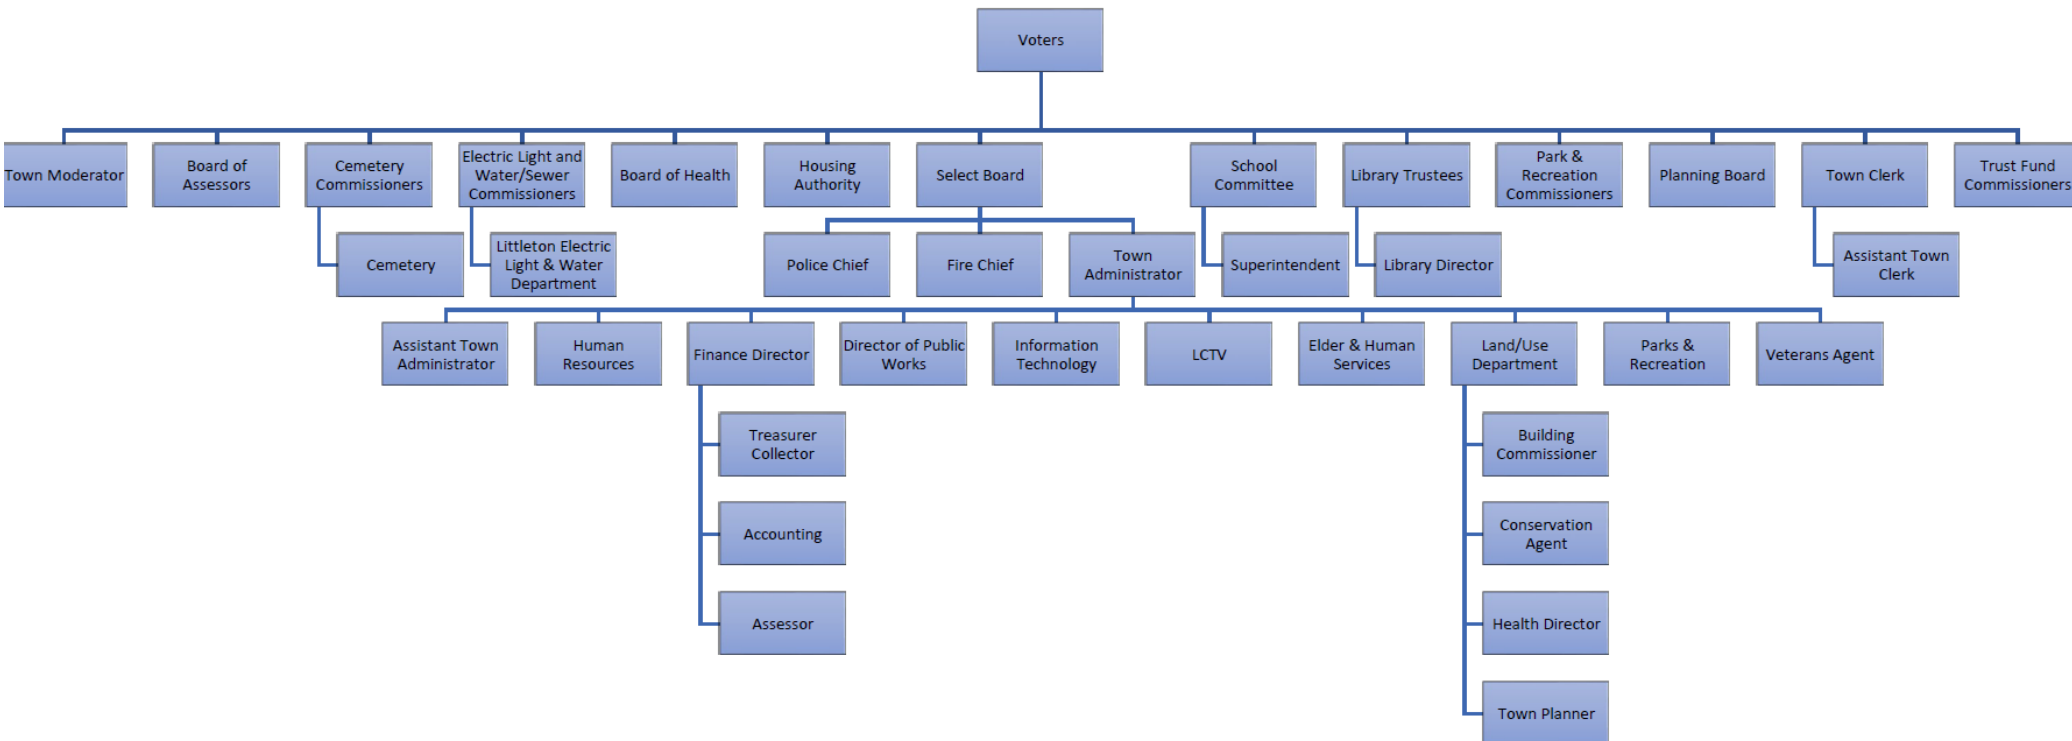 Voters
Town Moderator
Board of
Assessors
Cemetery
Commissioners
Electric Light and
Water/Sewer
Commissioners
Board of Health
Housing
Authority
Select Board
School
Committee
Library Trustees
Park &
Recreation
Commissioners
Planning Board
Town Clerk
Trust Fund
Commissioners
Cemetery
Littleton Electric
Light & Water
Department
Police Chief
Fire Chief
Town
Administrator
Superintendent
Library Director
Assistant Town
Clerk
Assistant Town
Administrator
Human
Resources
Finance Director
Director of Public
Works
Information
Technology
LCTV
Elder & Human
Services
Land/Use
Department
Parks &
Recreation
Veterans Agent
Treasurer
Collector
Accounting
Assessor
Building
Commissioner
Conservation
Agent
Health Director
Town Planner